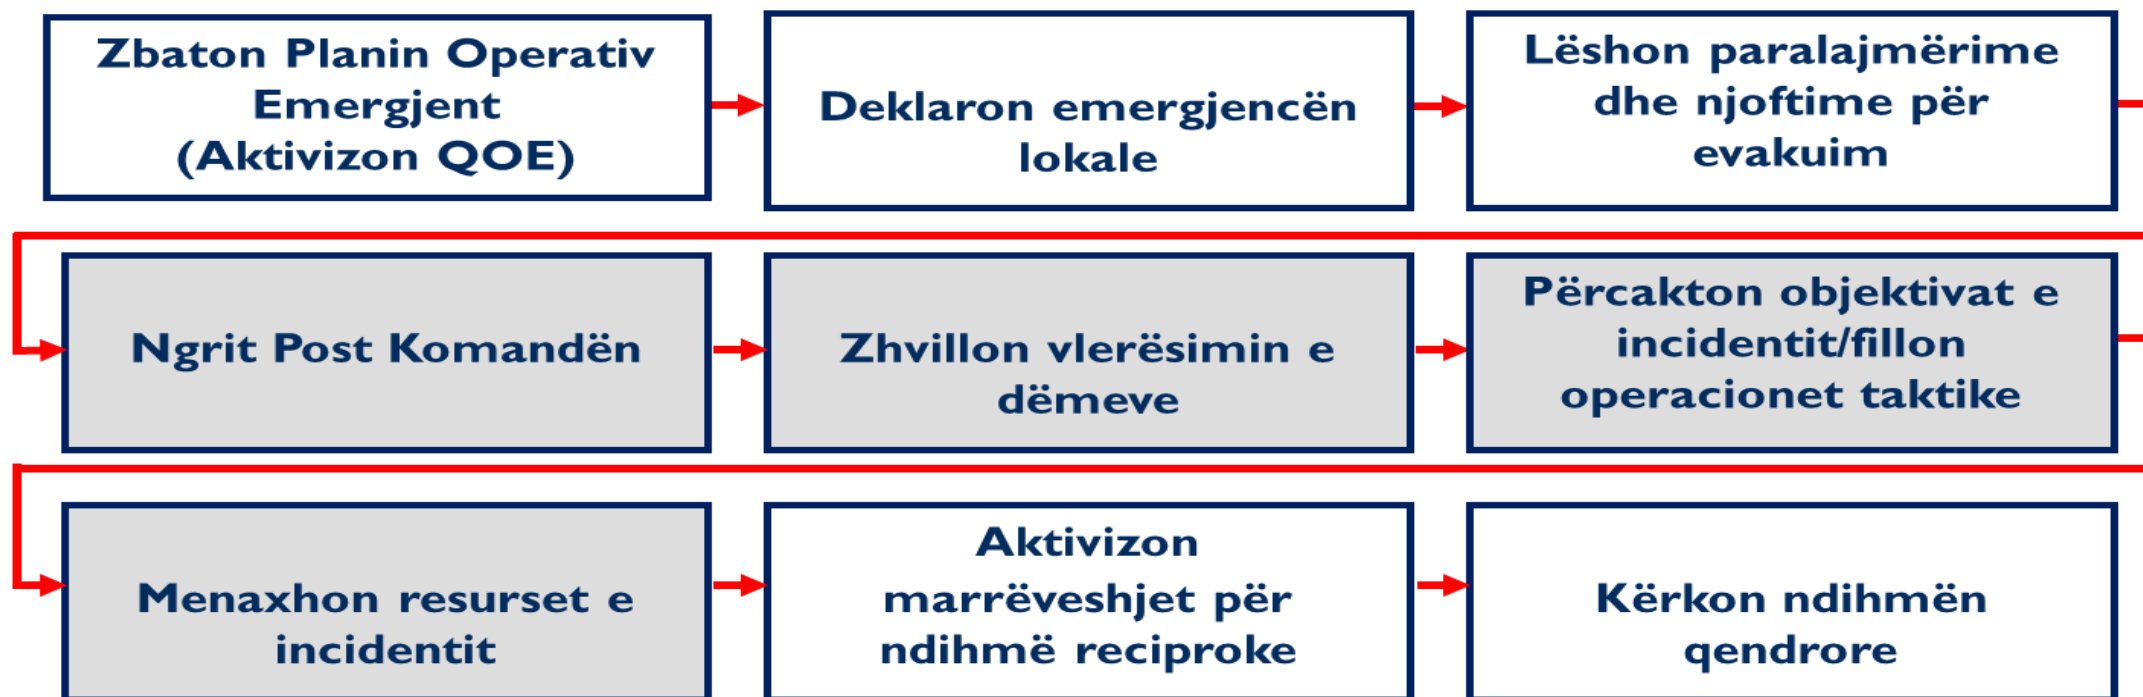 Zbaton Planin Operativ
Emergjent
(Aktivizon QOE)
Deklaron emergjencën
lokale
Lëshon paralajmërime
dhe njoftime për
evakuim
Ngrit Post Komandën
Zhvillon vlerësimin e
dëmeve
Përcakton objektivat e
incidentit/fillon
operacionet taktike
Menaxhon resurset e
incidentit
Aktivizon
marrëveshjet për
ndihmë reciproke
Kërkon ndihmën
qendrore